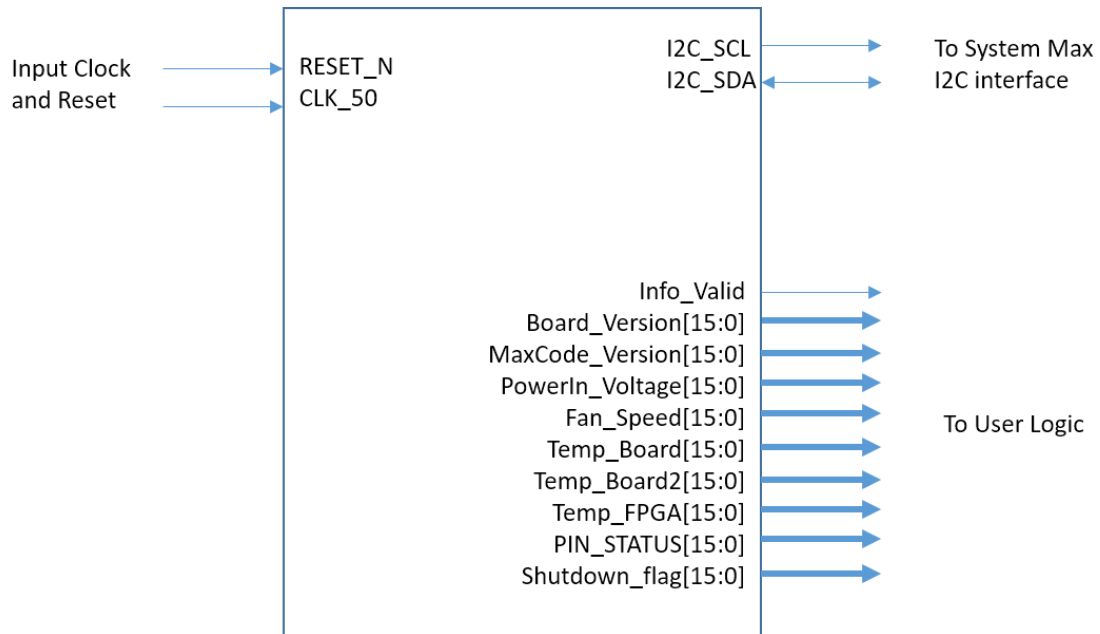 Input Clock
and Reset
RESET_N
CLK_50
I2C_SCL
I2C_SDA
To System Max
I2C interface
Info_Valid
Board_Version[15:0]
MaxCode_Version[15:0]
PowerIn_Voltage[15:0]
Fan_Speed[15:0]
Temp_Board[15:0]
Temp_Board2[15:0]
Temp_FPGA[15:0]
PIN_STATUS[15:0]
Shutdown_flag[15:0]
To User Logic